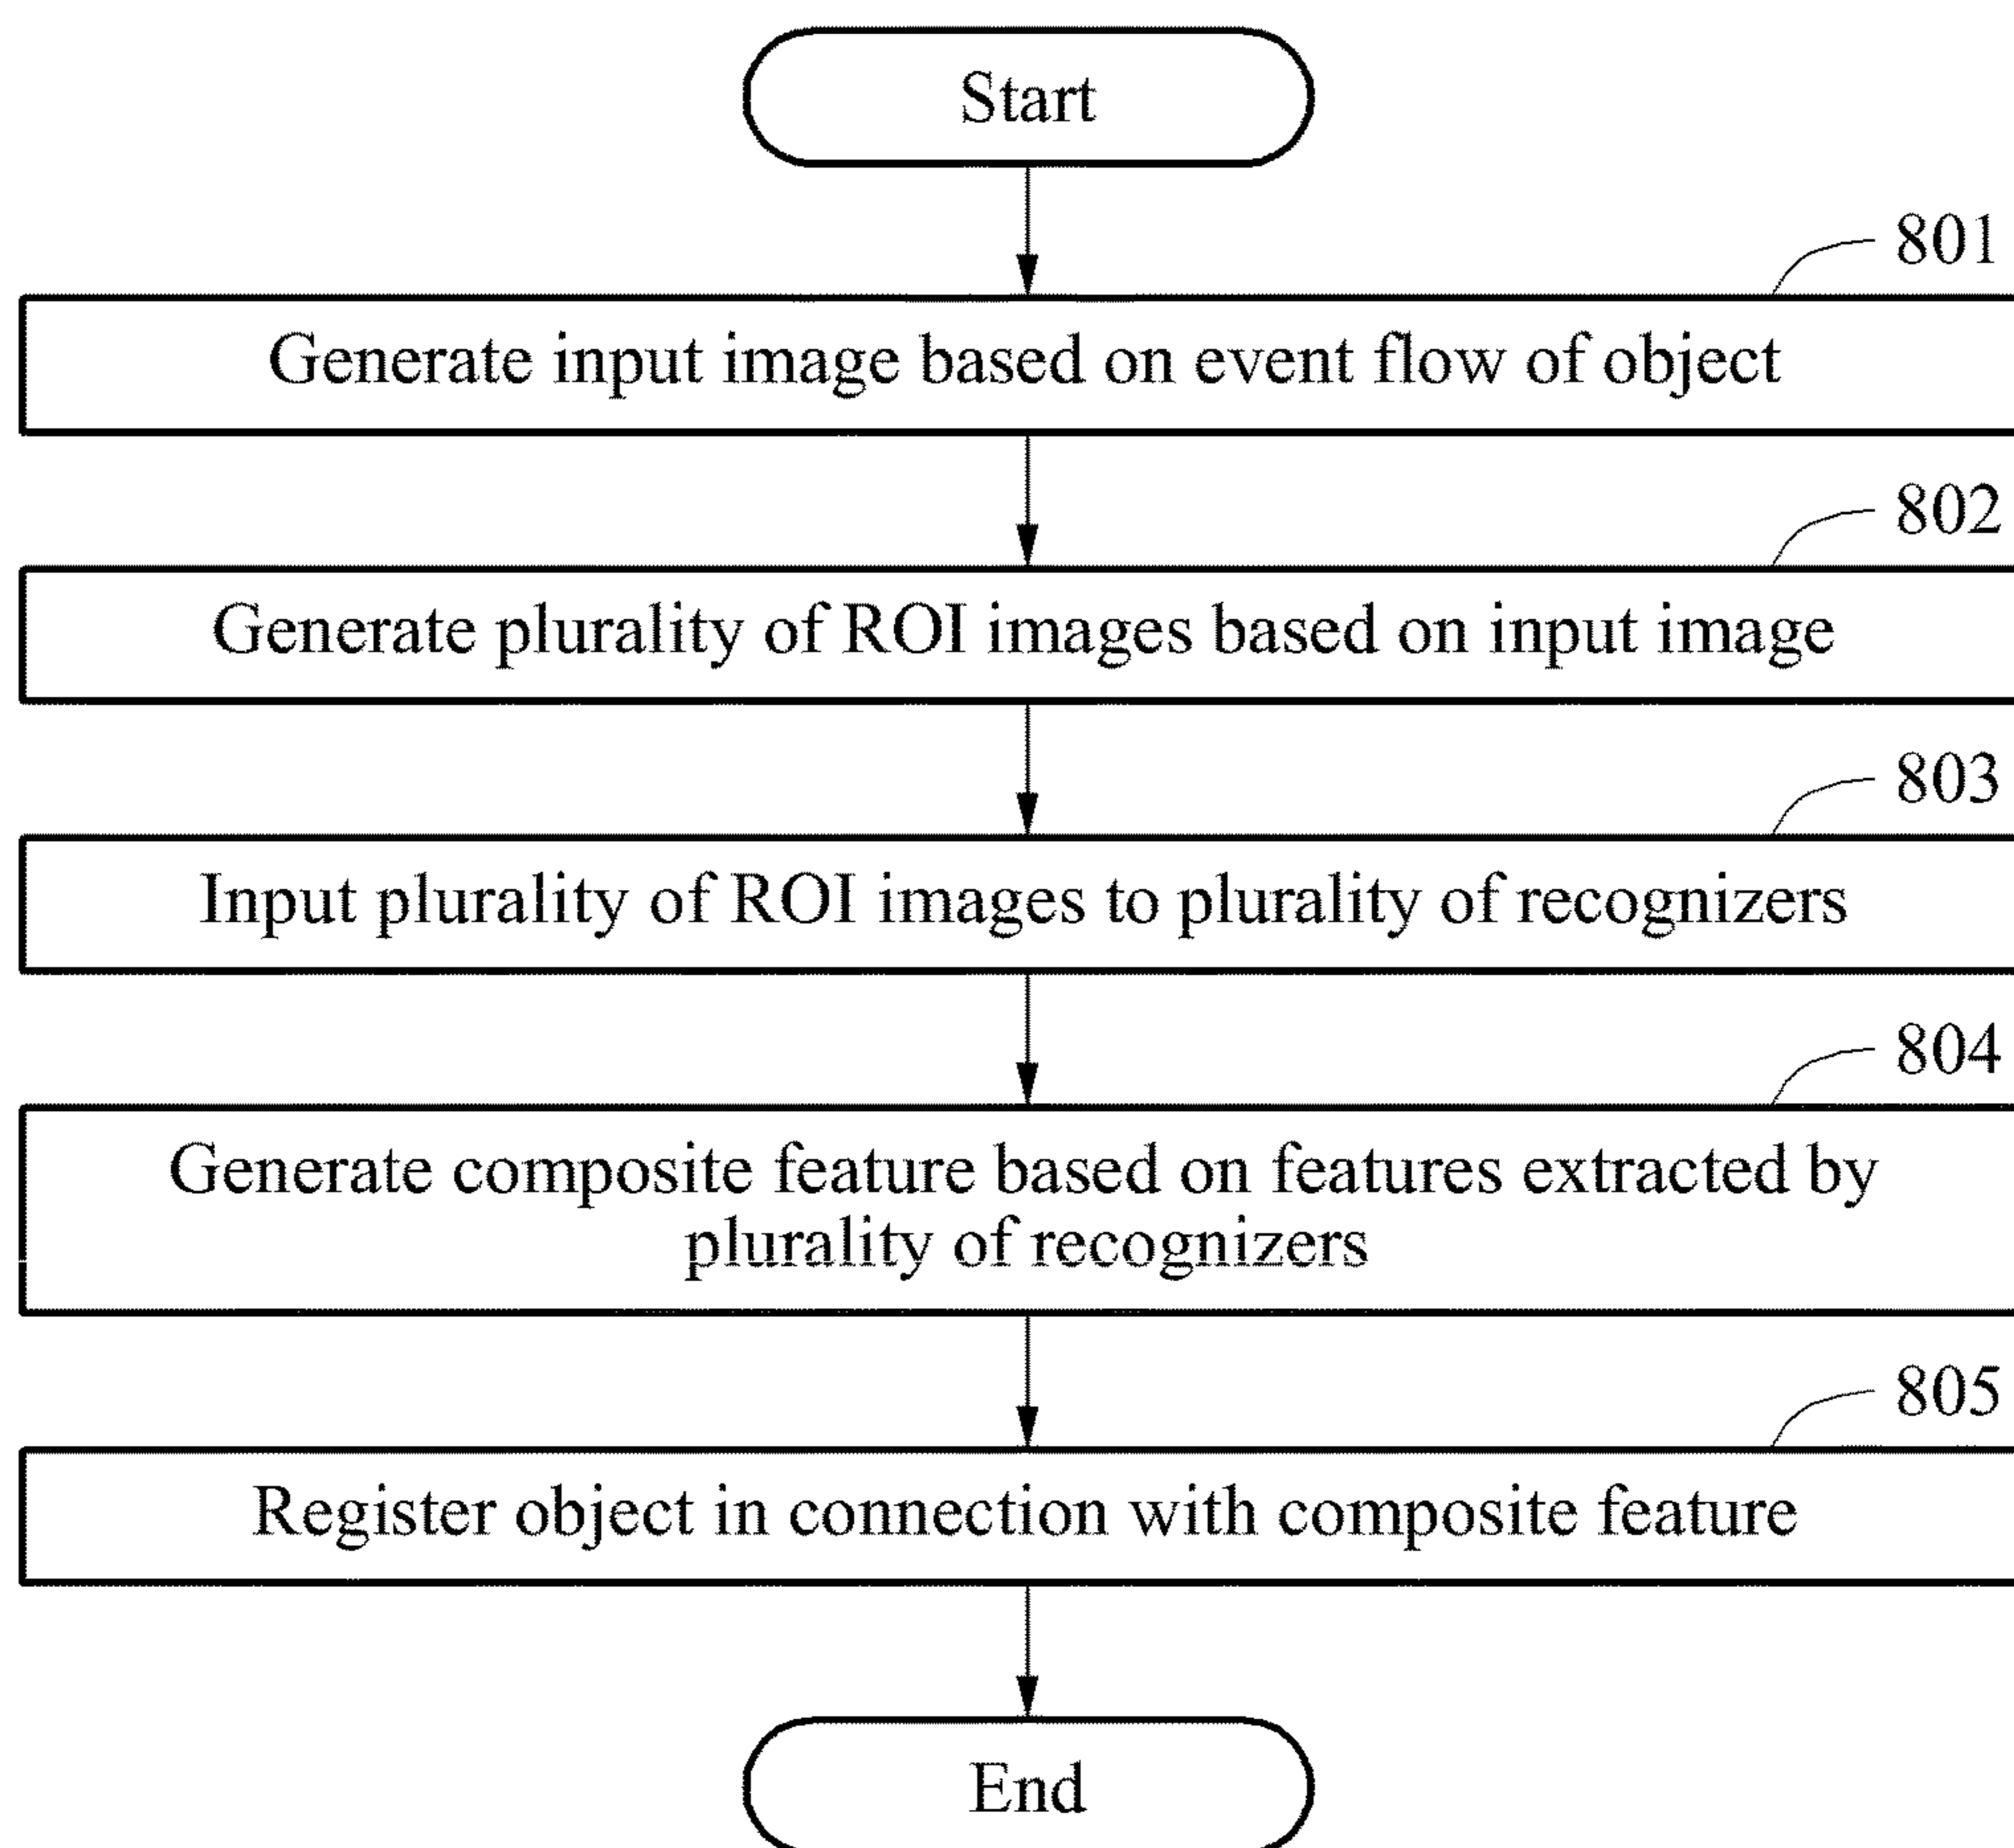 Start
801
Generate input image based on event flow of object
802
Generate plurality of ROI images based on input image
803
Input plurality of ROI images to plurality of recognizers
804
Generate composite feature based on features extracted by
plurality of recognizers
805
Register object in connection with composite feature
End